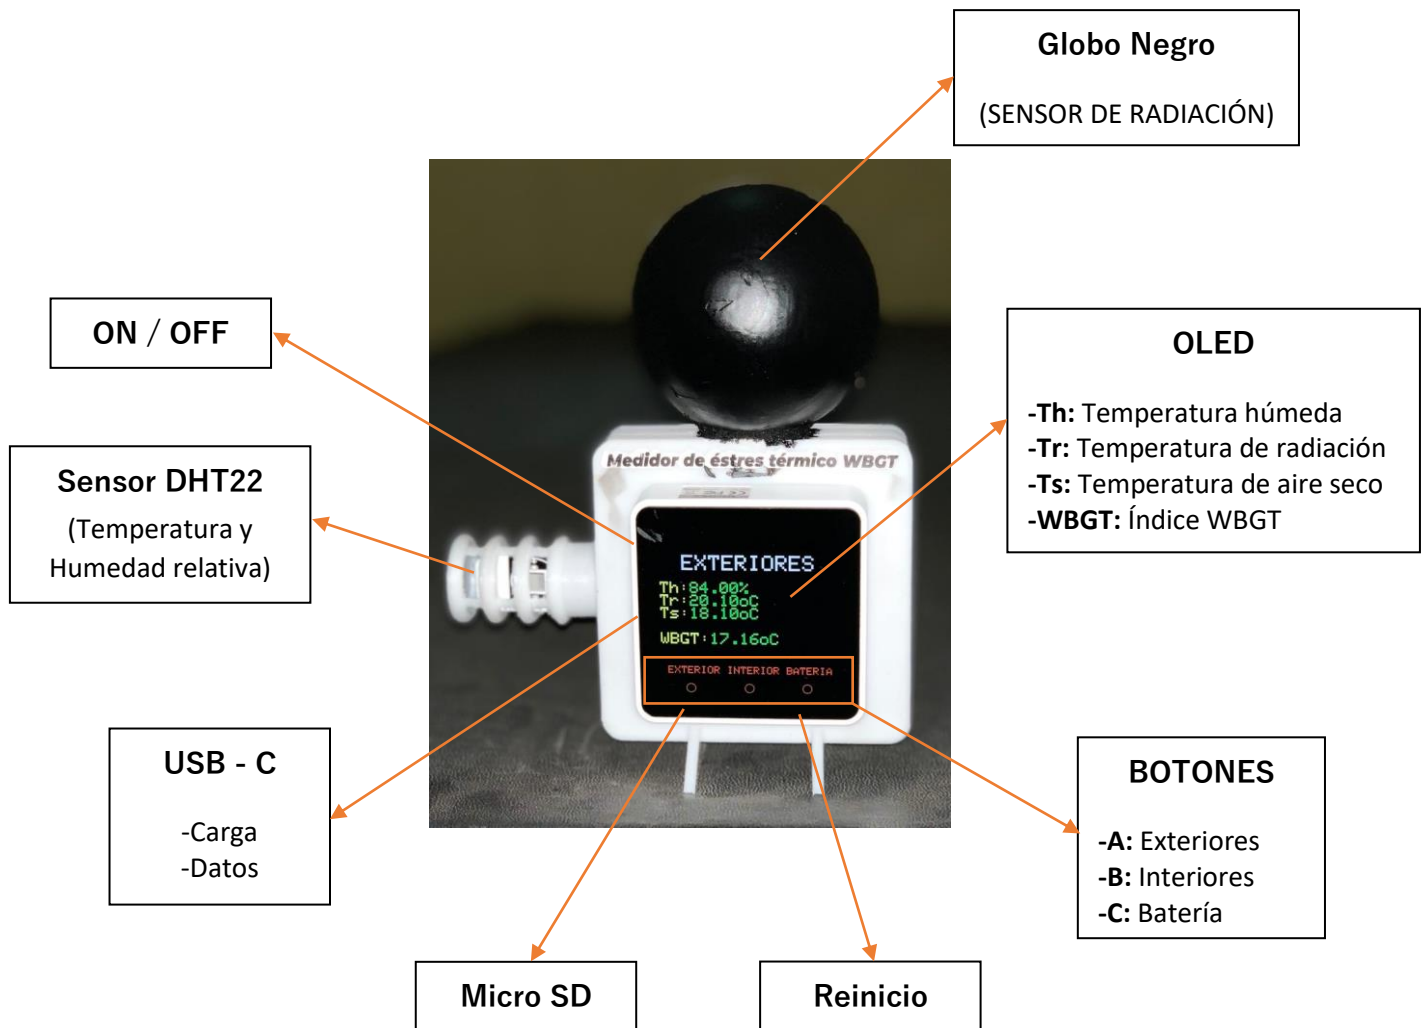 Globo Negro
(SENSOR DE RADIACIÓN)
ON / OFF
OLED
-Th: Temperatura húmeda
-Tr: Temperatura de radiación
-Ts: Temperatura de aire seco
-WBGT: Índice WBGT
Sensor DHT22
(Temperatura y
Humedad relativa)
Medidor de éstres térmico WBGT
EXTERIORES
Th:84.00%
Tr:20.10oC
Ts:18.10oC
WBGT:17.16oC
EXTERIOR INTERIOR BATERIA
USB - C
-Carga
-Datos
BOTONES
-A: Exteriores
-B: Interiores
-C: Batería
Micro SD
Reinicio